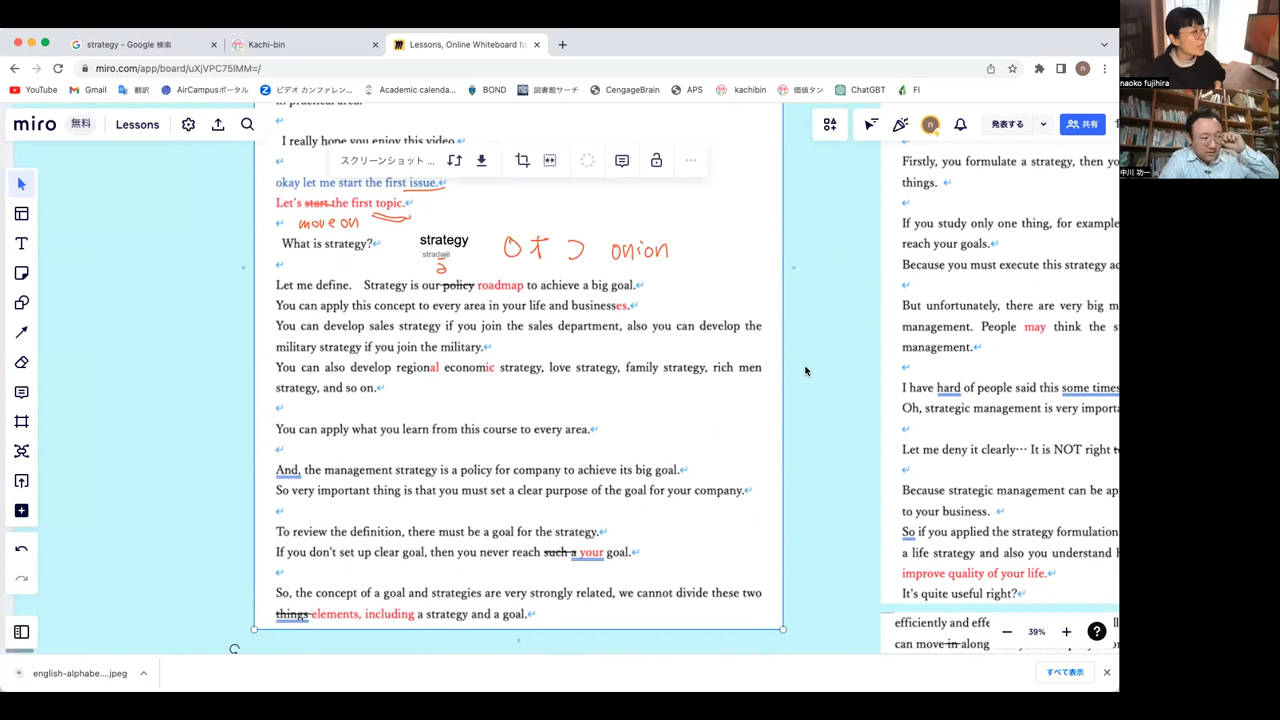 strategy - Google 検索
Kachi-bin
Lessons, Online Whiteboard for
miro.com/app/board/uXjVPC75IMM=/
YouTube
Gmail
翻訳
AirCampusポータル
ビデオ カンファレン...
Academic calenda...
BOND
図書館サーチ
CengageBrain
APS
kachibin
価値タン
ChatGBT
FI
miro
無料
Lessons
n
発表する
共有
スクリーンショット ...
in practical area.
I really hope you enjoy this video
okay let me start the first issue.
Let's start the first topic.
move on
What is strategy?
strategy
stradəjē
ā
onion
Let me define. Strategy is our policy roadmap to achieve a big goal.
You can apply this concept to every area in your life and businesses.
You can develop sales strategy if you join the sales department, also you can develop the
military strategy if you join the military.
You can also develop regional economic strategy, love strategy, family strategy, rich men
strategy, and so on.
You can apply what you learn from this course to every area.
And, the management strategy is a policy for company to achieve its big goal.
So very important thing is that you must set a clear purpose of the goal for your company.
To review the definition, there must be a goal for the strategy.
If you don't set up clear goal, then you never reach such a your goal.
So, the concept of a goal and strategies are very strongly related, we cannot divide these two
things elements, including a strategy and a goal.
Firstly, you formulate a strategy, then yo
things.
If you study only one thing, for example
reach your goals.
Because you must execute this strategy ac
But unfortunately, there are very big m
management. People may think the s
management.
I have hard of people said this some times
Oh, strategic management is very importa
Let me deny it clearly… It is NOT right t
Because strategic management can be ap
to your business.
So if you applied the strategy formulation
a life strategy and also you understand h
improve quality of your life.
It's quite useful right?
efficiently and effe
can move in along
39%
english-alphabe....jpeg
すべて表示
naoko fujihira
中川 功一